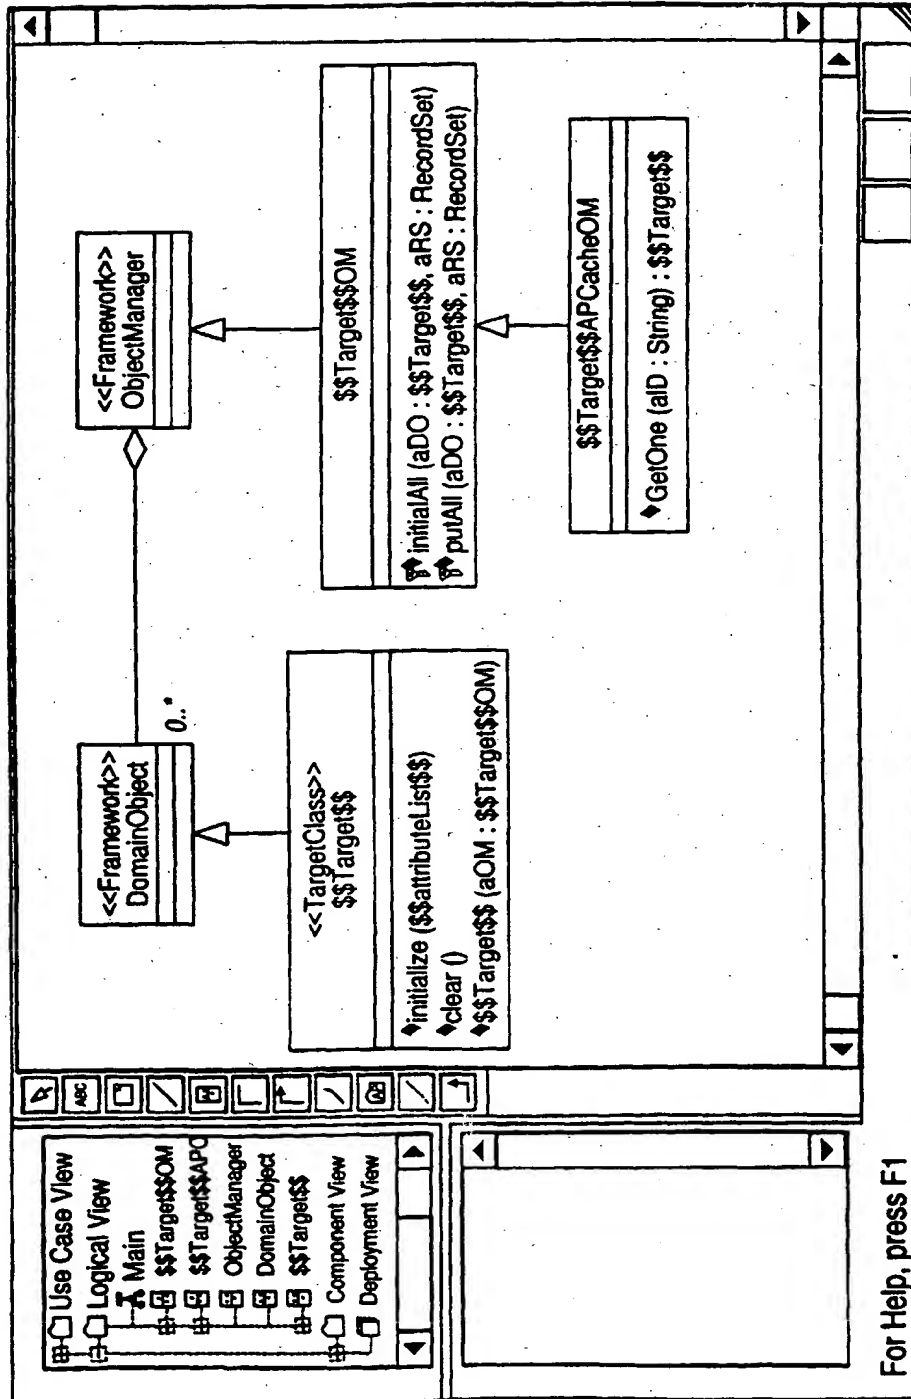 Use Case View
Logical View
Main
$$Target$$OM
$$Target$$APC
ObjectManager
DomainObject
$$Target$$
Component View
Deployment View
ABC
<<Framework>>
DomainObject
0..*
<<Framework>>
ObjectManager
<<TargetClass>>
$$Target$$
initialize ($$attributeList$$)
clear ()
$$Target$$ (aOM : $$Target$$OM)
$$Target$$OM
initialAll (aDO : $$Target$$, aRS : RecordSet)
putAll (aDO : $$Target$$, aRS : RecordSet)
$$Target$$APCacheOM
GetOne (aID : String) : $$Target$$
For Help, press F1